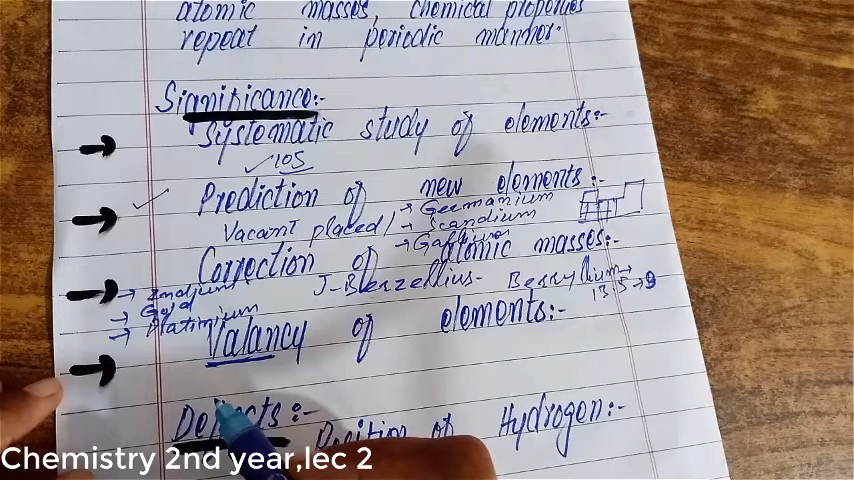 atomic masses, chemical properties
repeat in periodic manner.
Significance:-
Systematic study of elements:-
105
Prediction of new elements:-
Vacant placed / → Germanium
→ Scandium
→ Gallium
Correction of atomic masses:-
J-Berzellius- Beryllium →
13.5 → 9
→ Indium
→ Gold
→ Platinium
Valancy of elements:-
Defects:-
Position of Hydrogen:-
Chemistry 2nd year,lec 2